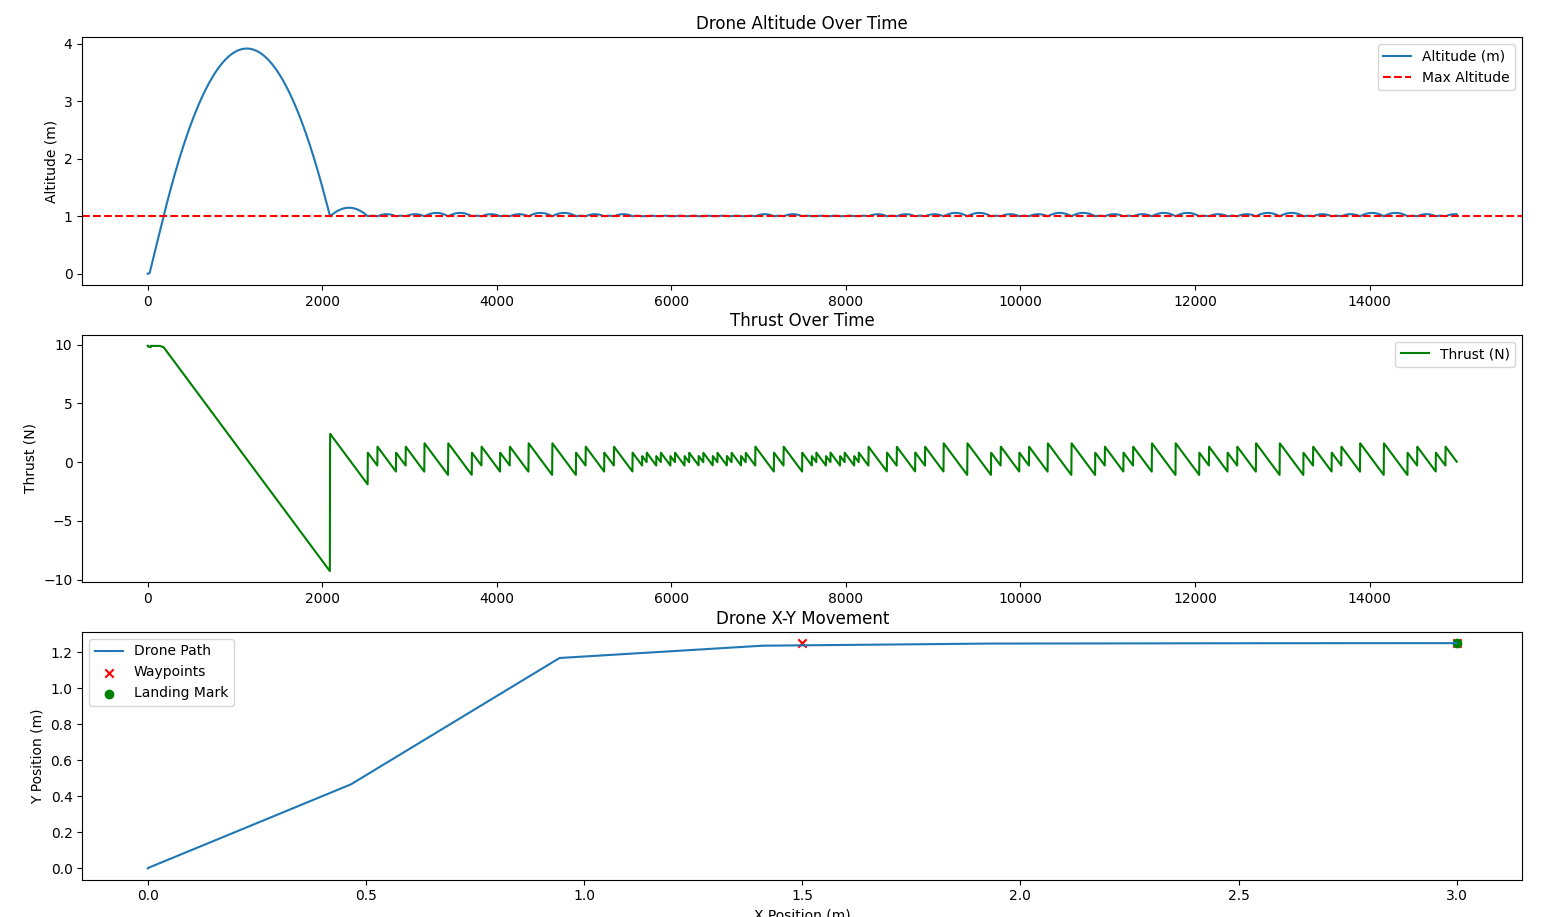 Drone Altitude Over Time
Altitude (m)
4
3
2
1
0
Altitude (m)
Max Altitude
0 2000 4000 6000 8000 10000 12000 14000
Thrust Over Time
Thrust (N)
10
5
0
−5
−10
Thrust (N)
0 2000 4000 6000 8000 10000 12000 14000
Drone X-Y Movement
Y Position (m)
1.2
1.0
0.8
0.6
0.4
0.2
0.0
Drone Path
Waypoints
Landing Mark
0.0 0.5 1.0 1.5 2.0 2.5 3.0
X Position (m)